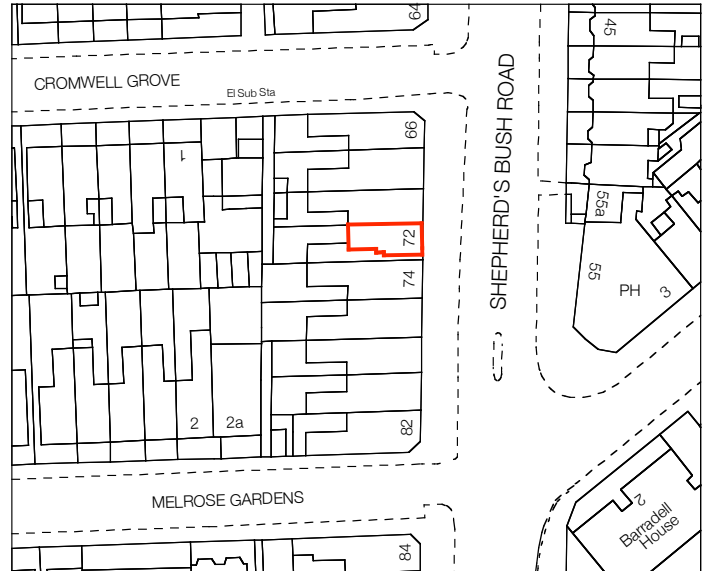 64
45
CROMWELL GROVE
El Sub Sta
SHEPHERD'S BUSH ROAD
66
1
55a
72
74
55
PH
3
2
2a
82
MELROSE GARDENS
2
Barradell
House
84